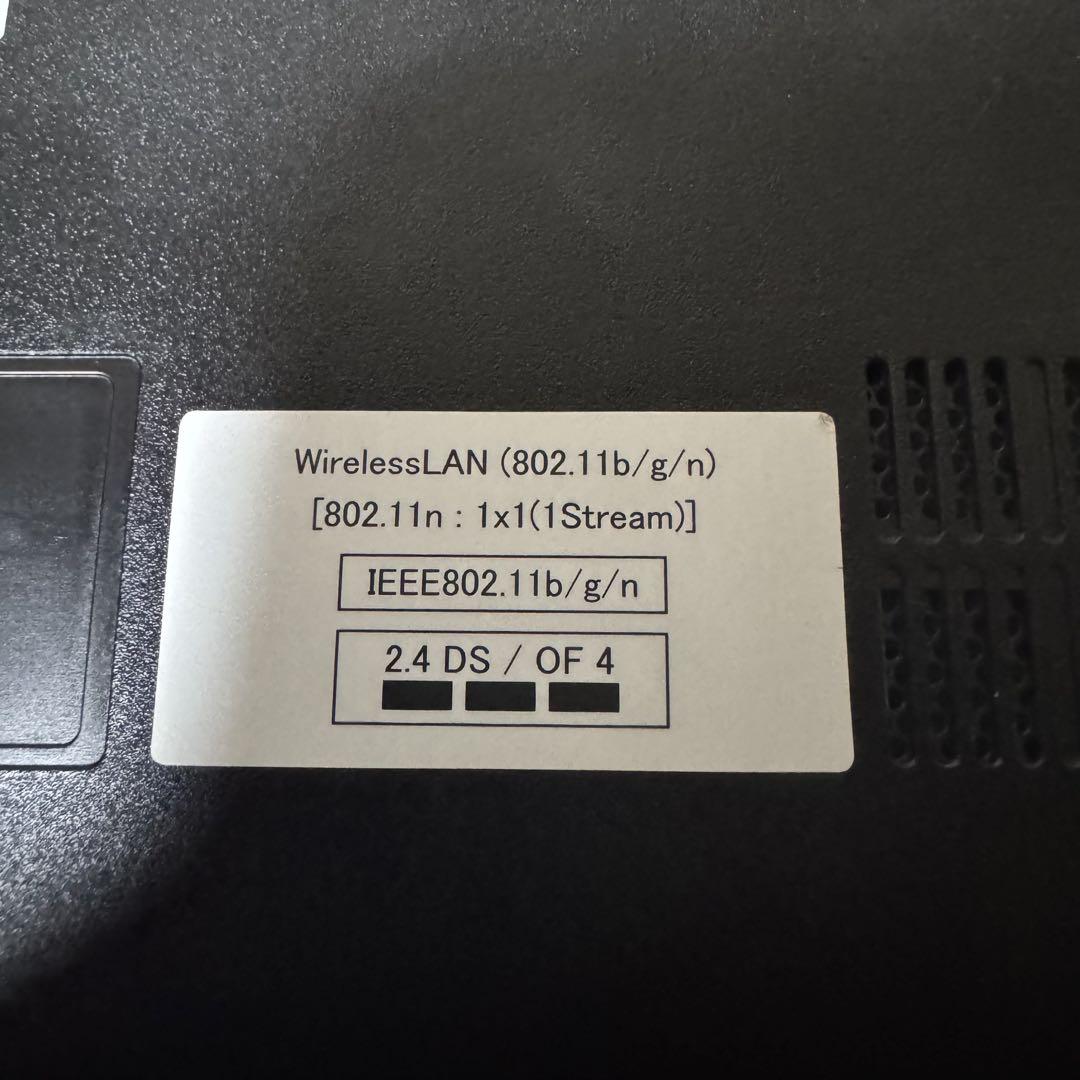 WirelessLAN (802.11b/g/n)
[802.11n : 1x1(1Stream)]
IEEE802.11b/g/n
2.4 DS / OF 4